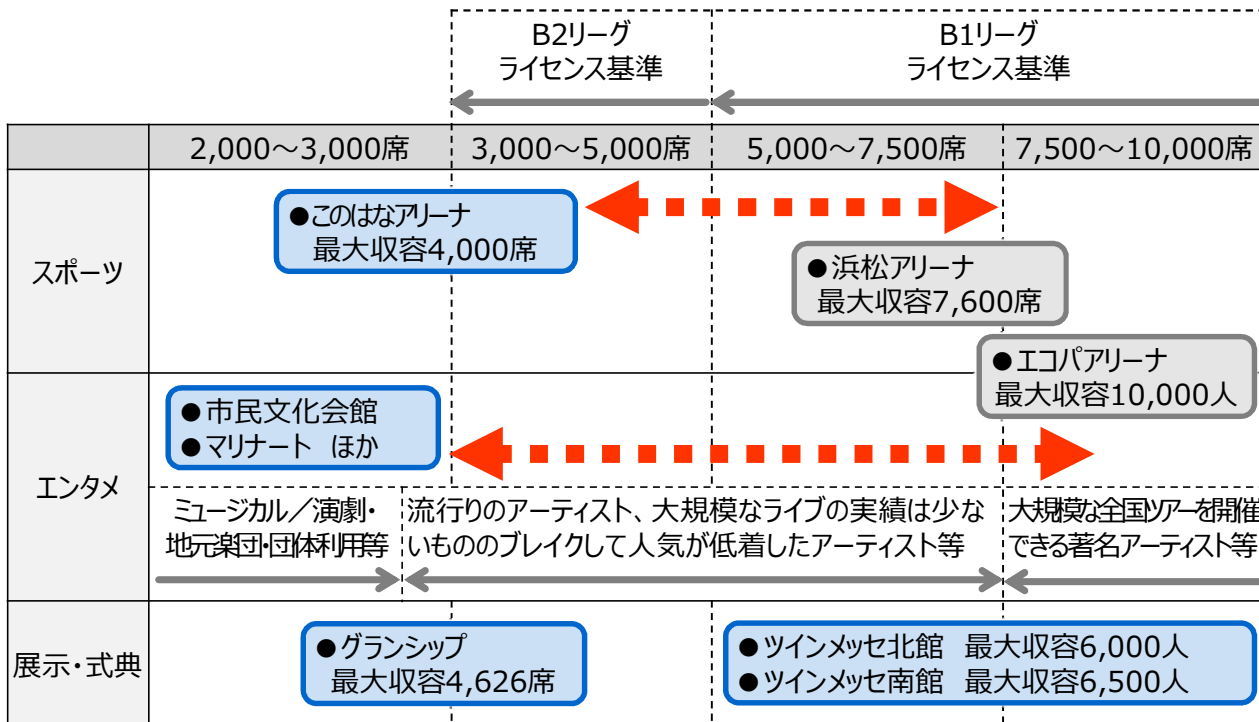 B2リーグ
ライセンス基準
B1リーグ
ライセンス基準
2,000～3,000席
3,000～5,000席
5,000～7,500席
7,500～10,000席
スポーツ
●このはなアリーナ
最大収容4,000席
●浜松アリーナ
最大収容7,600席
●エコパアリーナ
最大収容10,000人
エンタメ
●市民文化会館
●マリナート ほか
ミュージカル／演劇・
地元楽団・団体利用等
流行りのアーティスト、大規模なライブの実績は少な
いもののブレイクして人気が低着したアーティスト等
大規模な全国ツアーを開催
できる著名アーティスト等
展示・式典
●グランシップ
最大収容4,626席
●ツインメッセ北館 最大収容6,000人
●ツインメッセ南館 最大収容6,500人